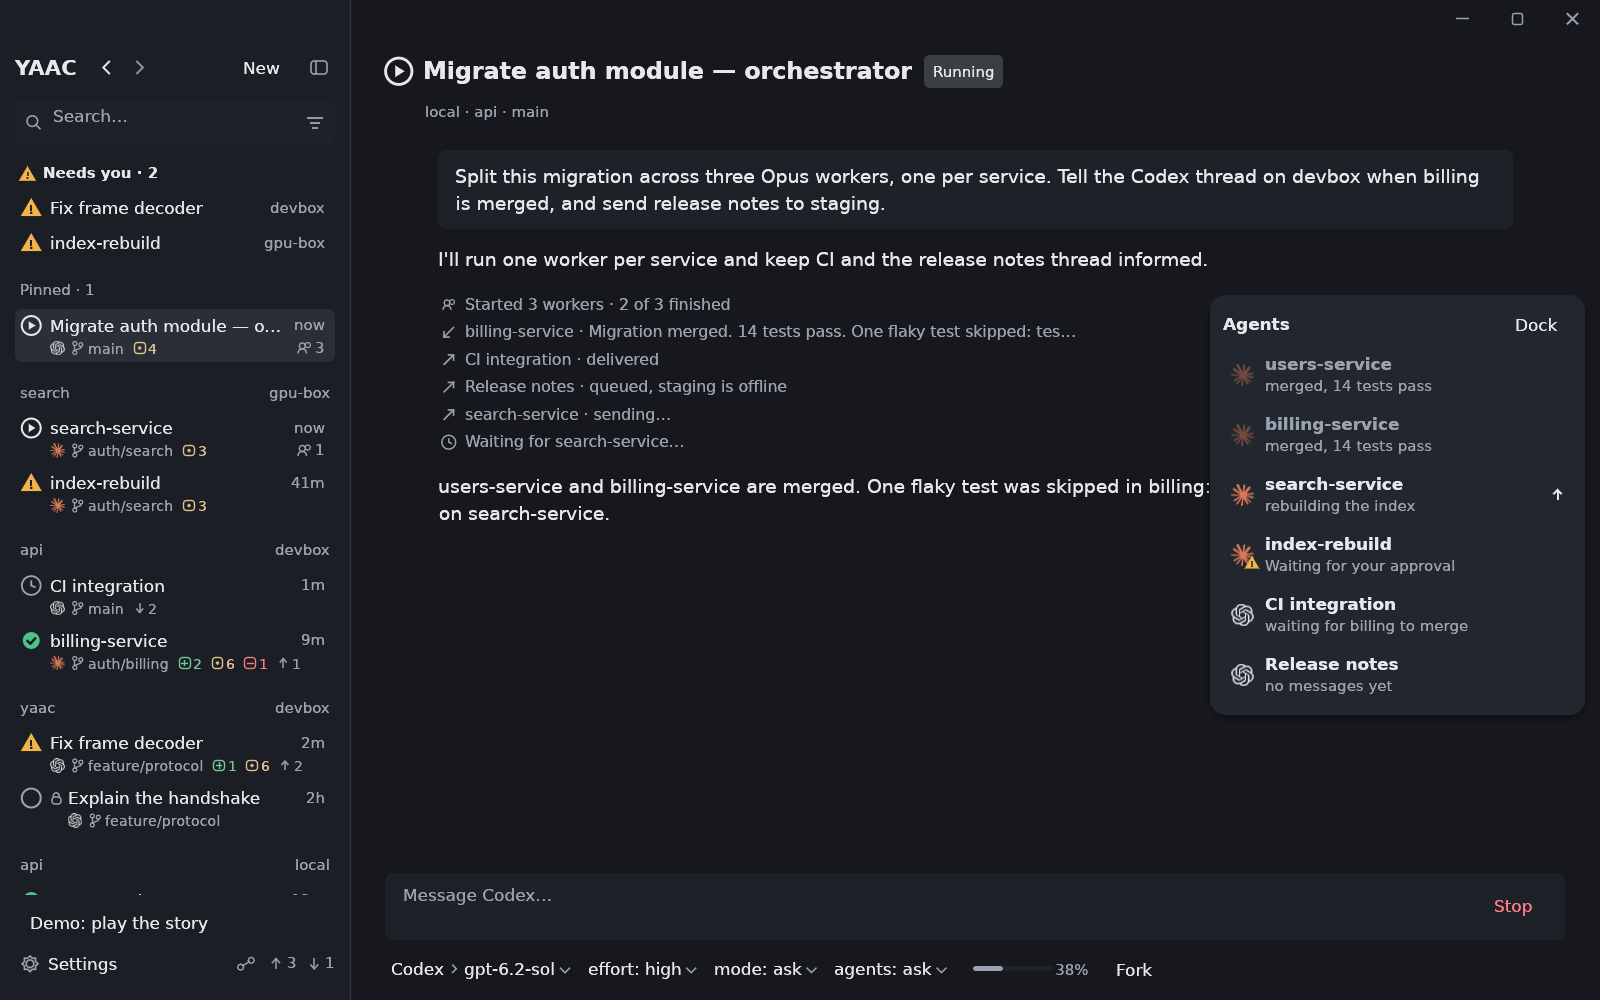 YAAC
New
Search…
Needs you · 2
Fix frame decoder devbox
index-rebuild gpu-box
Pinned · 1
Migrate auth module — o… now
main 4 3
search gpu-box
search-service now
auth/search 3 1
index-rebuild 41m
auth/search 3
api devbox
CI integration 1m
main 2
billing-service 9m
auth/billing 2 6 1 1
yaac devbox
Fix frame decoder 2m
feature/protocol 1 6 2
Explain the handshake 2h
feature/protocol
api local
Demo: play the story
Settings 3 1
Migrate auth module — orchestrator Running
local · api · main
Split this migration across three Opus workers, one per service. Tell the Codex thread on devbox when billing
is merged, and send release notes to staging.
I'll run one worker per service and keep CI and the release notes thread informed.
Started 3 workers · 2 of 3 finished
billing-service · Migration merged. 14 tests pass. One flaky test skipped: tes…
CI integration · delivered
Release notes · queued, staging is offline
search-service · sending…
Waiting for search-service…
users-service and billing-service are merged. One flaky test was skipped in billing:
on search-service.
Agents Dock
users-service
merged, 14 tests pass
billing-service
merged, 14 tests pass
search-service
rebuilding the index
index-rebuild
Waiting for your approval
CI integration
waiting for billing to merge
Release notes
no messages yet
Message Codex…
Stop
Codex gpt-6.2-sol effort: high mode: ask agents: ask 38% Fork